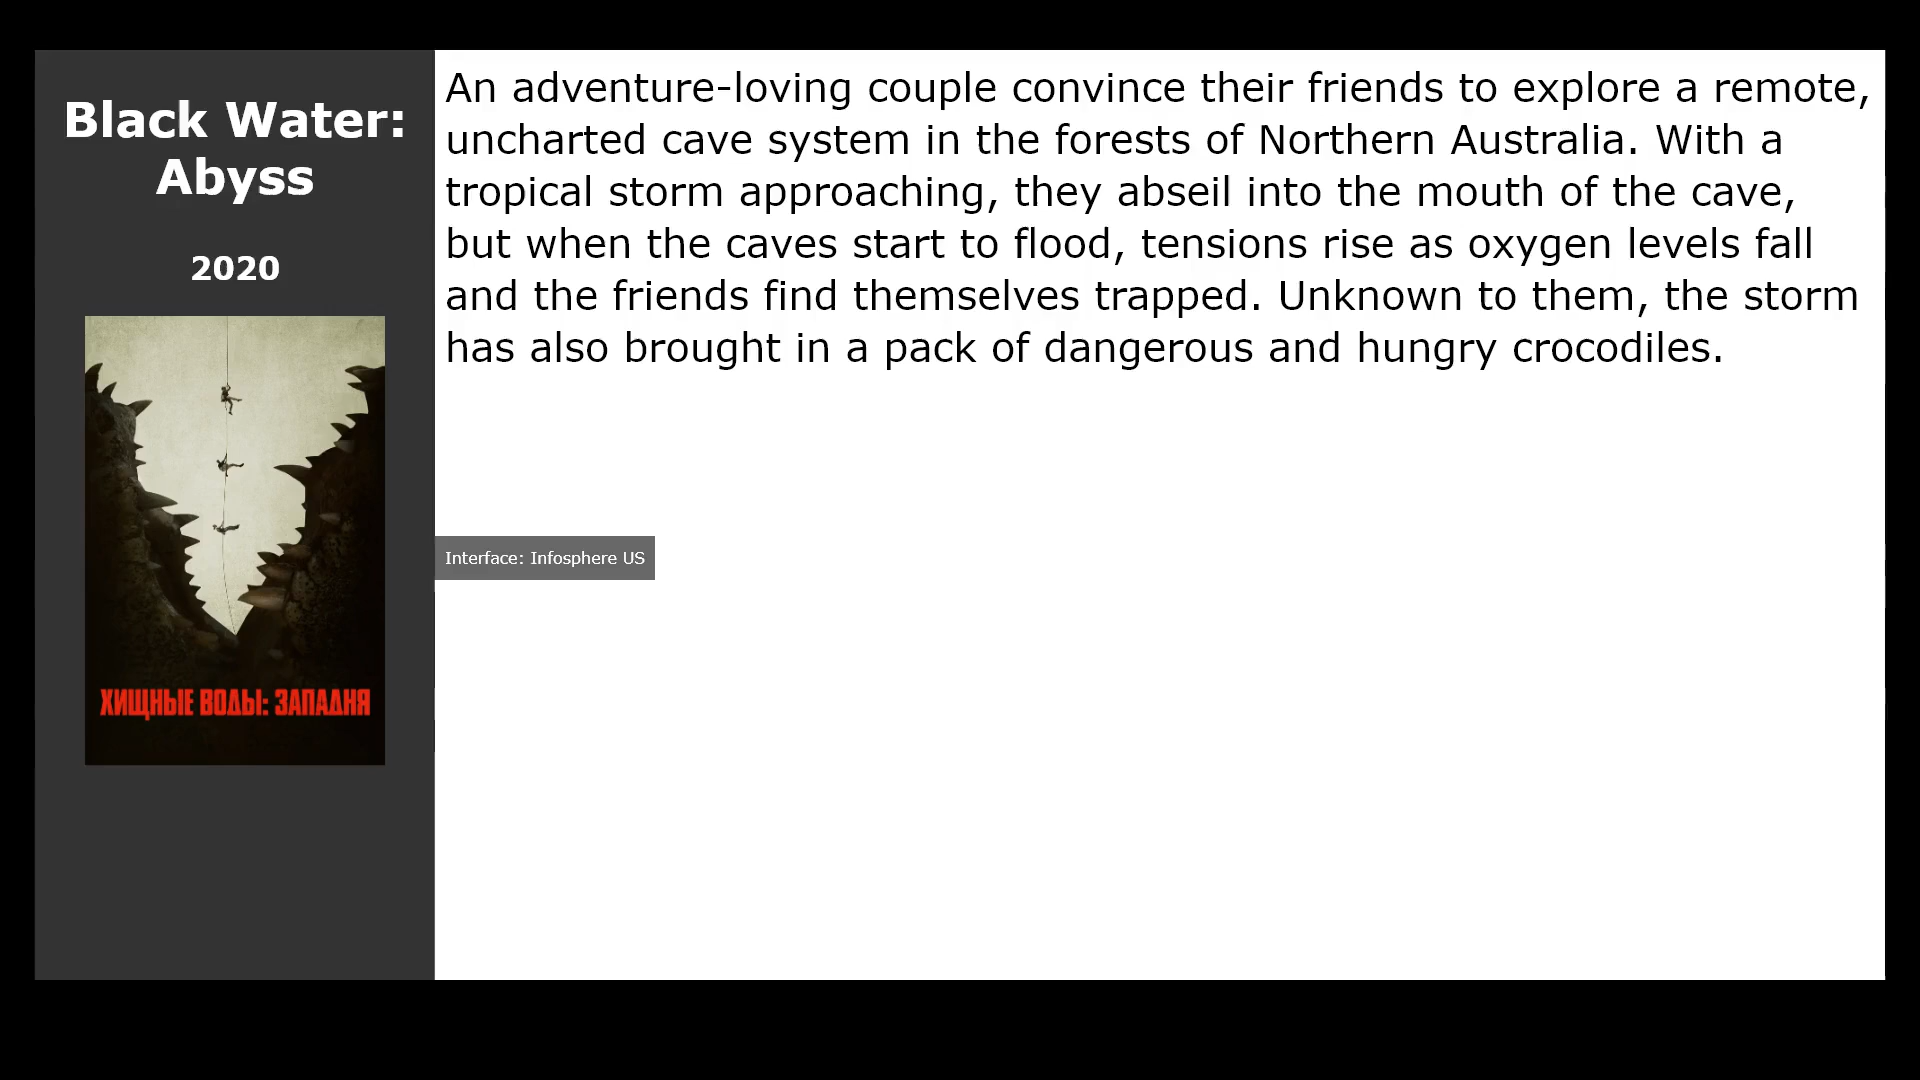 Black Water:
Abyss
2020
ХИЩНЫЕ ВОДЫ: ЗАПАДНЯ
An adventure-loving couple convince their friends to explore a remote,
uncharted cave system in the forests of Northern Australia. With a
tropical storm approaching, they abseil into the mouth of the cave,
but when the caves start to flood, tensions rise as oxygen levels fall
and the friends find themselves trapped. Unknown to them, the storm
has also brought in a pack of dangerous and hungry crocodiles.
Interface: Infosphere US